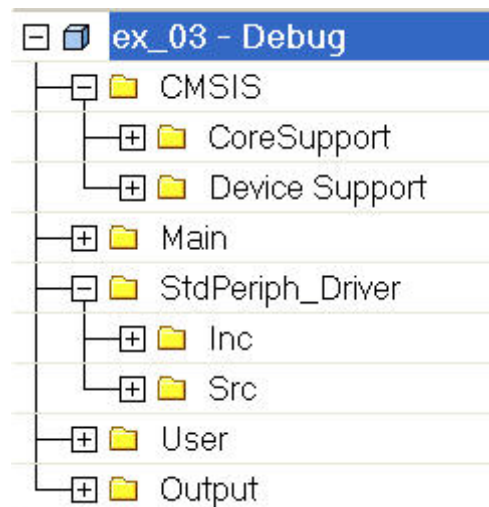 ex_03 - Debug
CMSIS
CoreSupport
Device Support
Main
StdPeriph_Driver
Inc
Src
User
Output